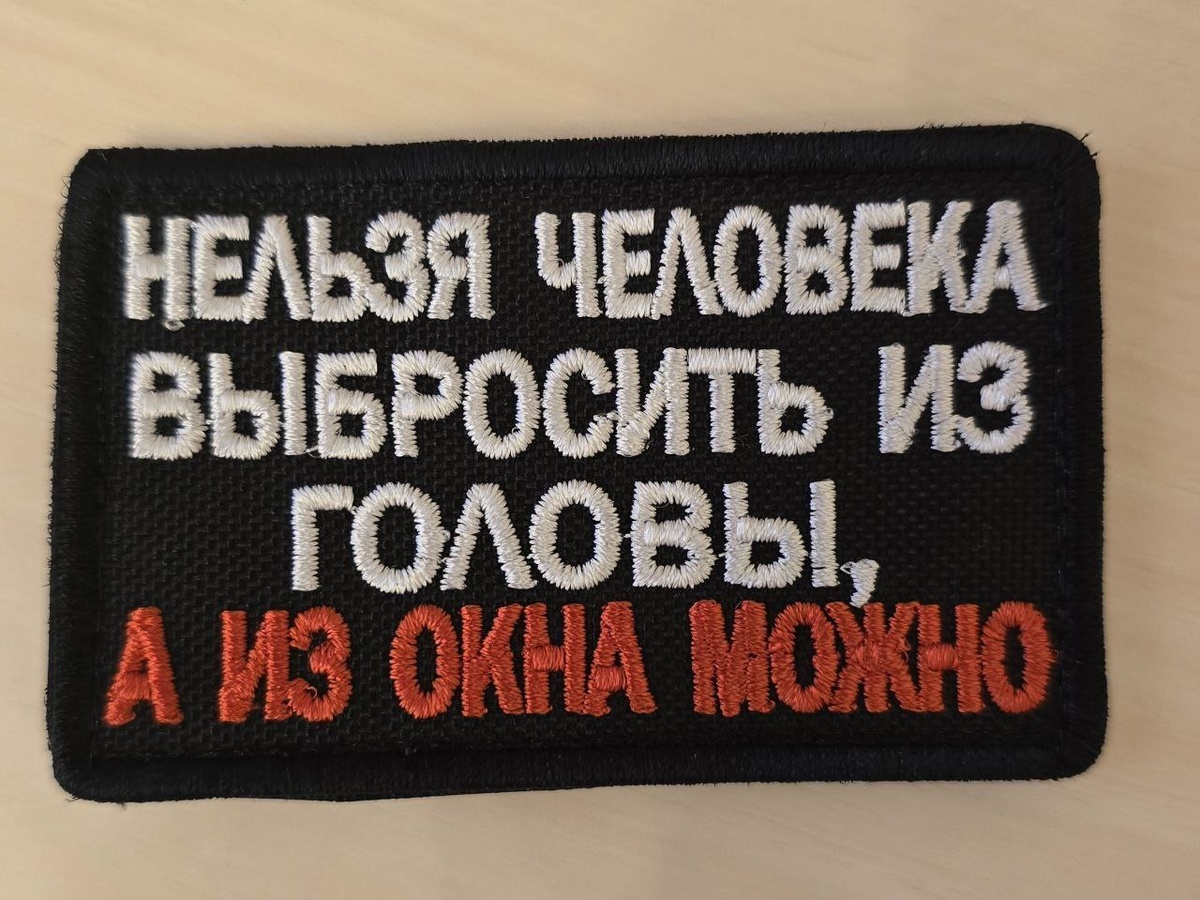 НЕЛЬЗЯ ЧЕЛОВЕКА
ВЫБРОСИТЬ ИЗ
ГОЛОВЫ,
А ИЗ ОКНА МОЖНО